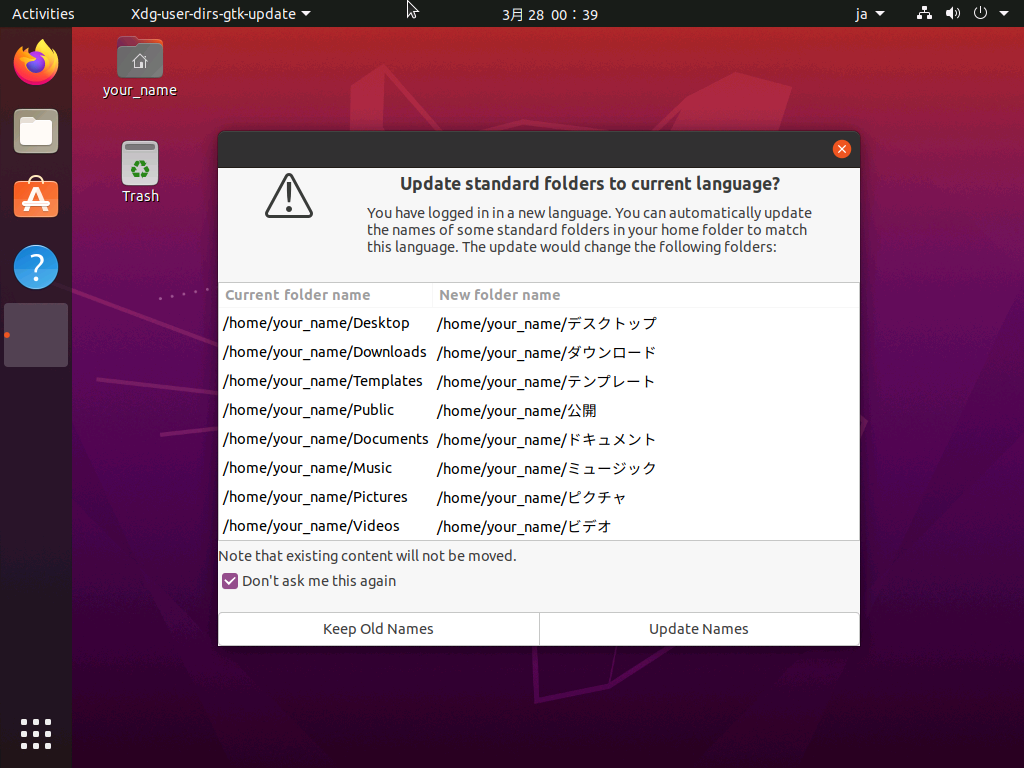 Activities Xdg-user-dirs-gtk-update 3月 28 00：39 ja
your_name
Trash
Update standard folders to current language?
You have logged in in a new language. You can automatically update
the names of some standard folders in your home folder to match
this language. The update would change the following folders:
Current folder name New folder name
/home/your_name/Desktop /home/your_name/デスクトップ
/home/your_name/Downloads /home/your_name/ダウンロード
/home/your_name/Templates /home/your_name/テンプレート
/home/your_name/Public /home/your_name/公開
/home/your_name/Documents /home/your_name/ドキュメント
/home/your_name/Music /home/your_name/ミュージック
/home/your_name/Pictures /home/your_name/ピクチャ
/home/your_name/Videos /home/your_name/ビデオ
Note that existing content will not be moved.
Don't ask me this again
Keep Old Names Update Names